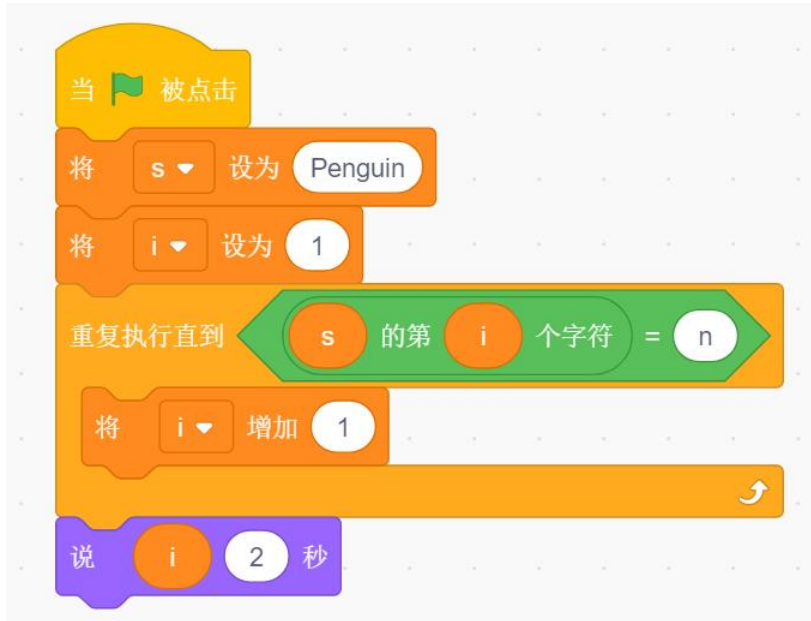 当 被点击
将 s 设为 Penguin
将 i 设为 1
重复执行直到 s 的第 i 个字符 = n
将 i 增加 1
说 i 2 秒